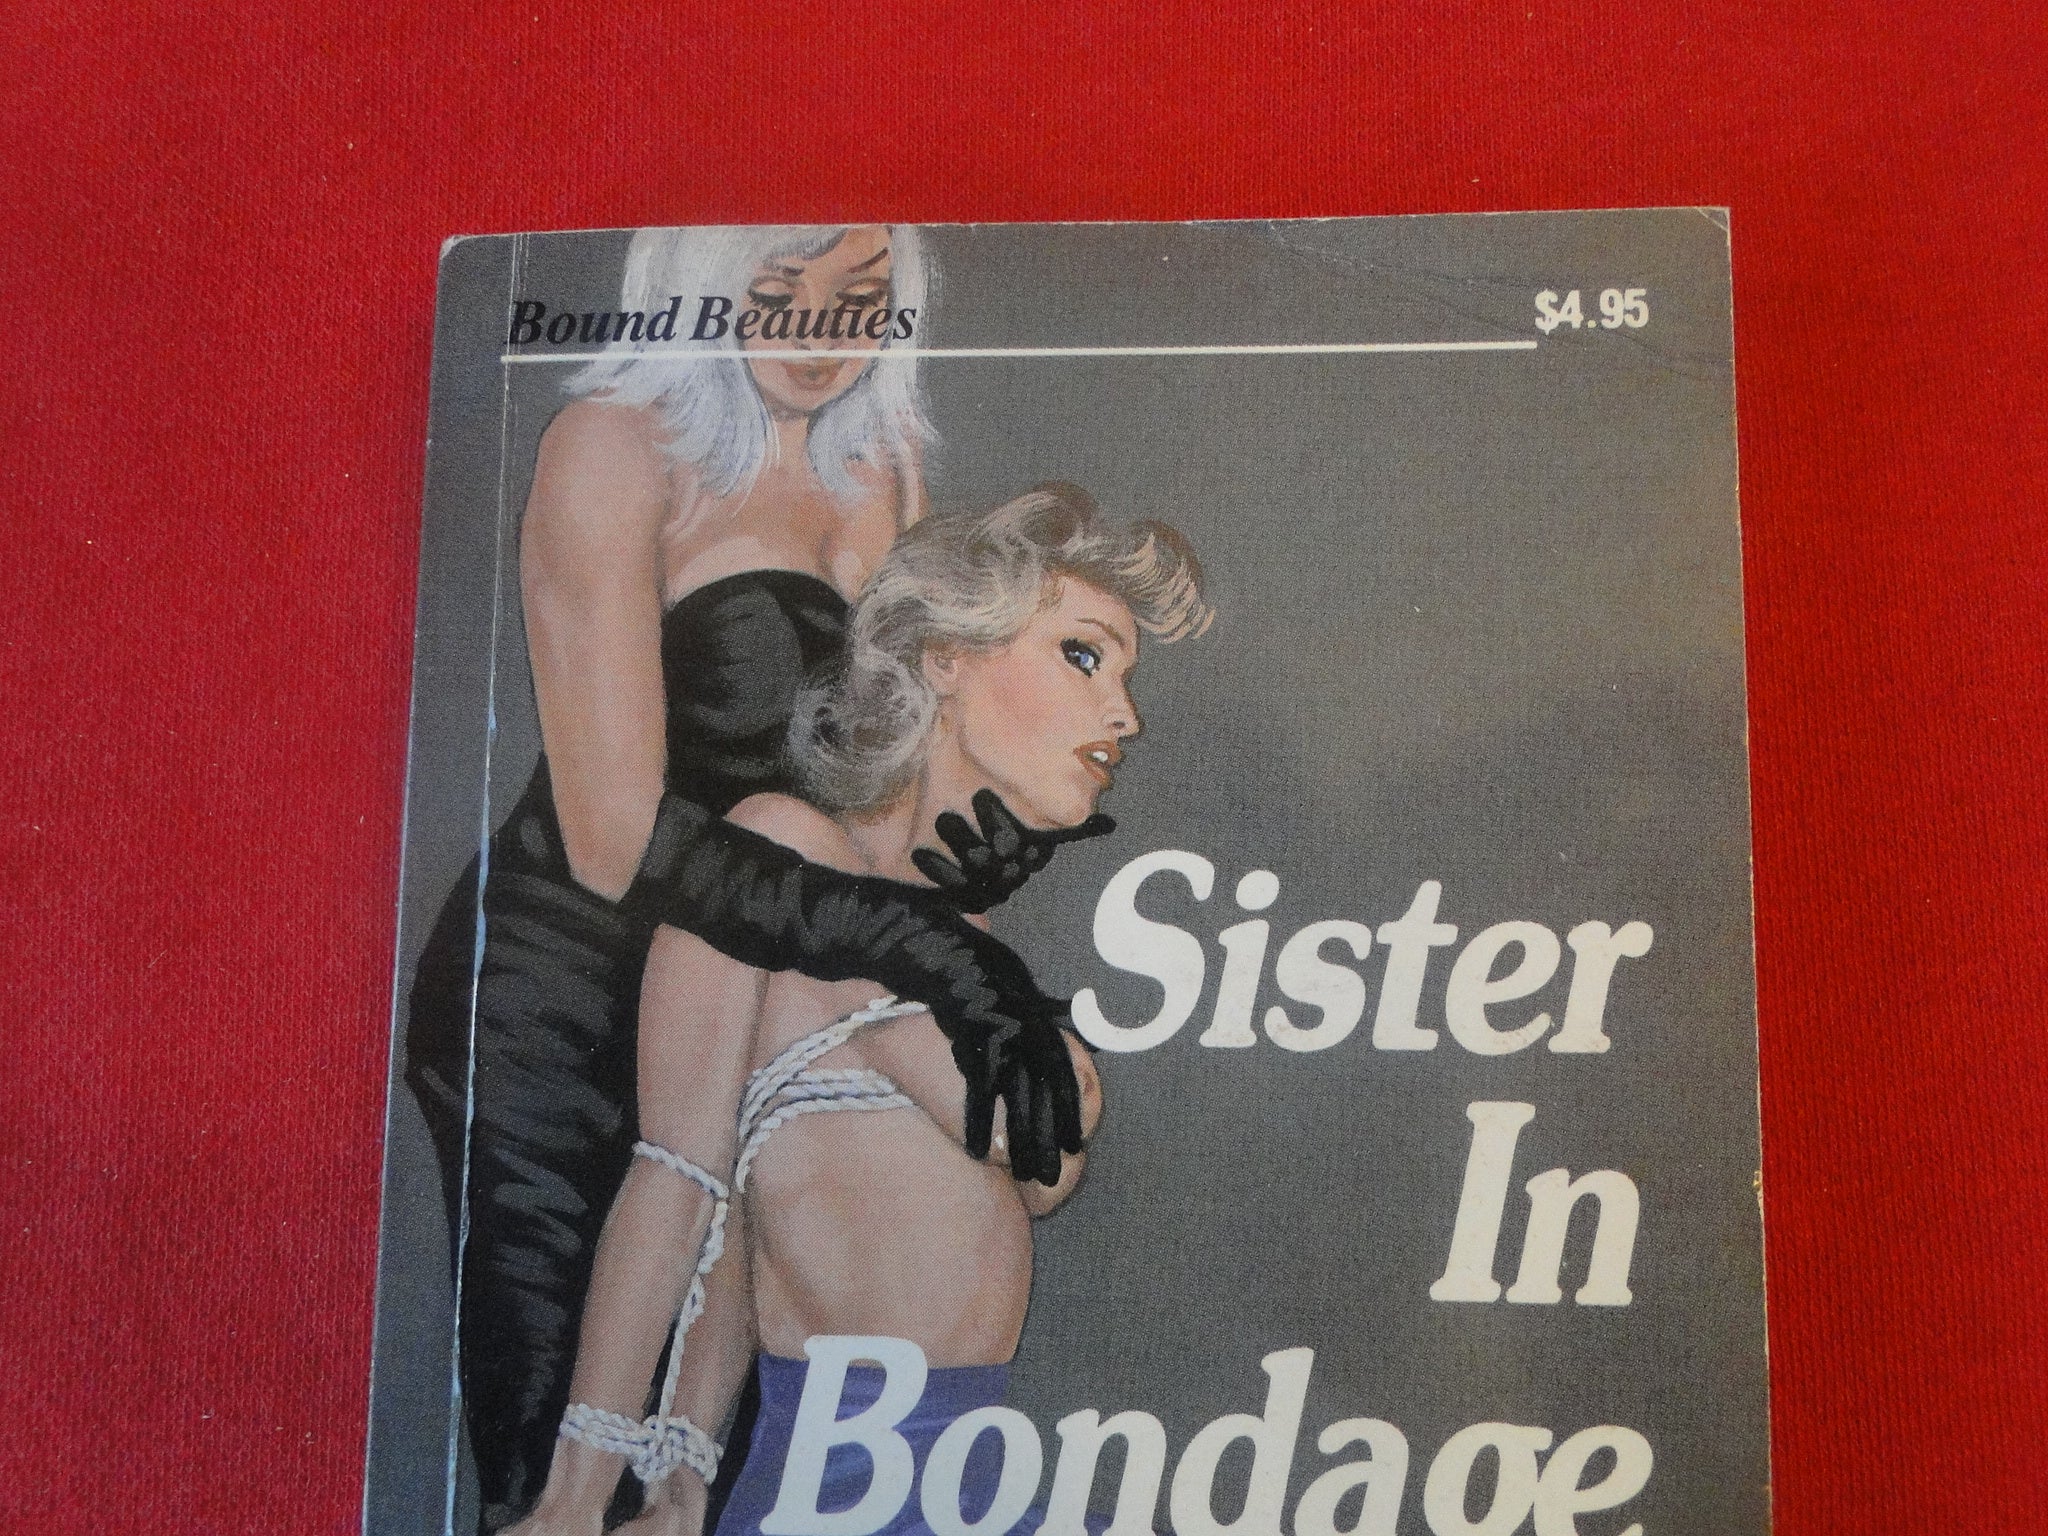 Bound Beauties
$4.95
Sister
In
Bondage